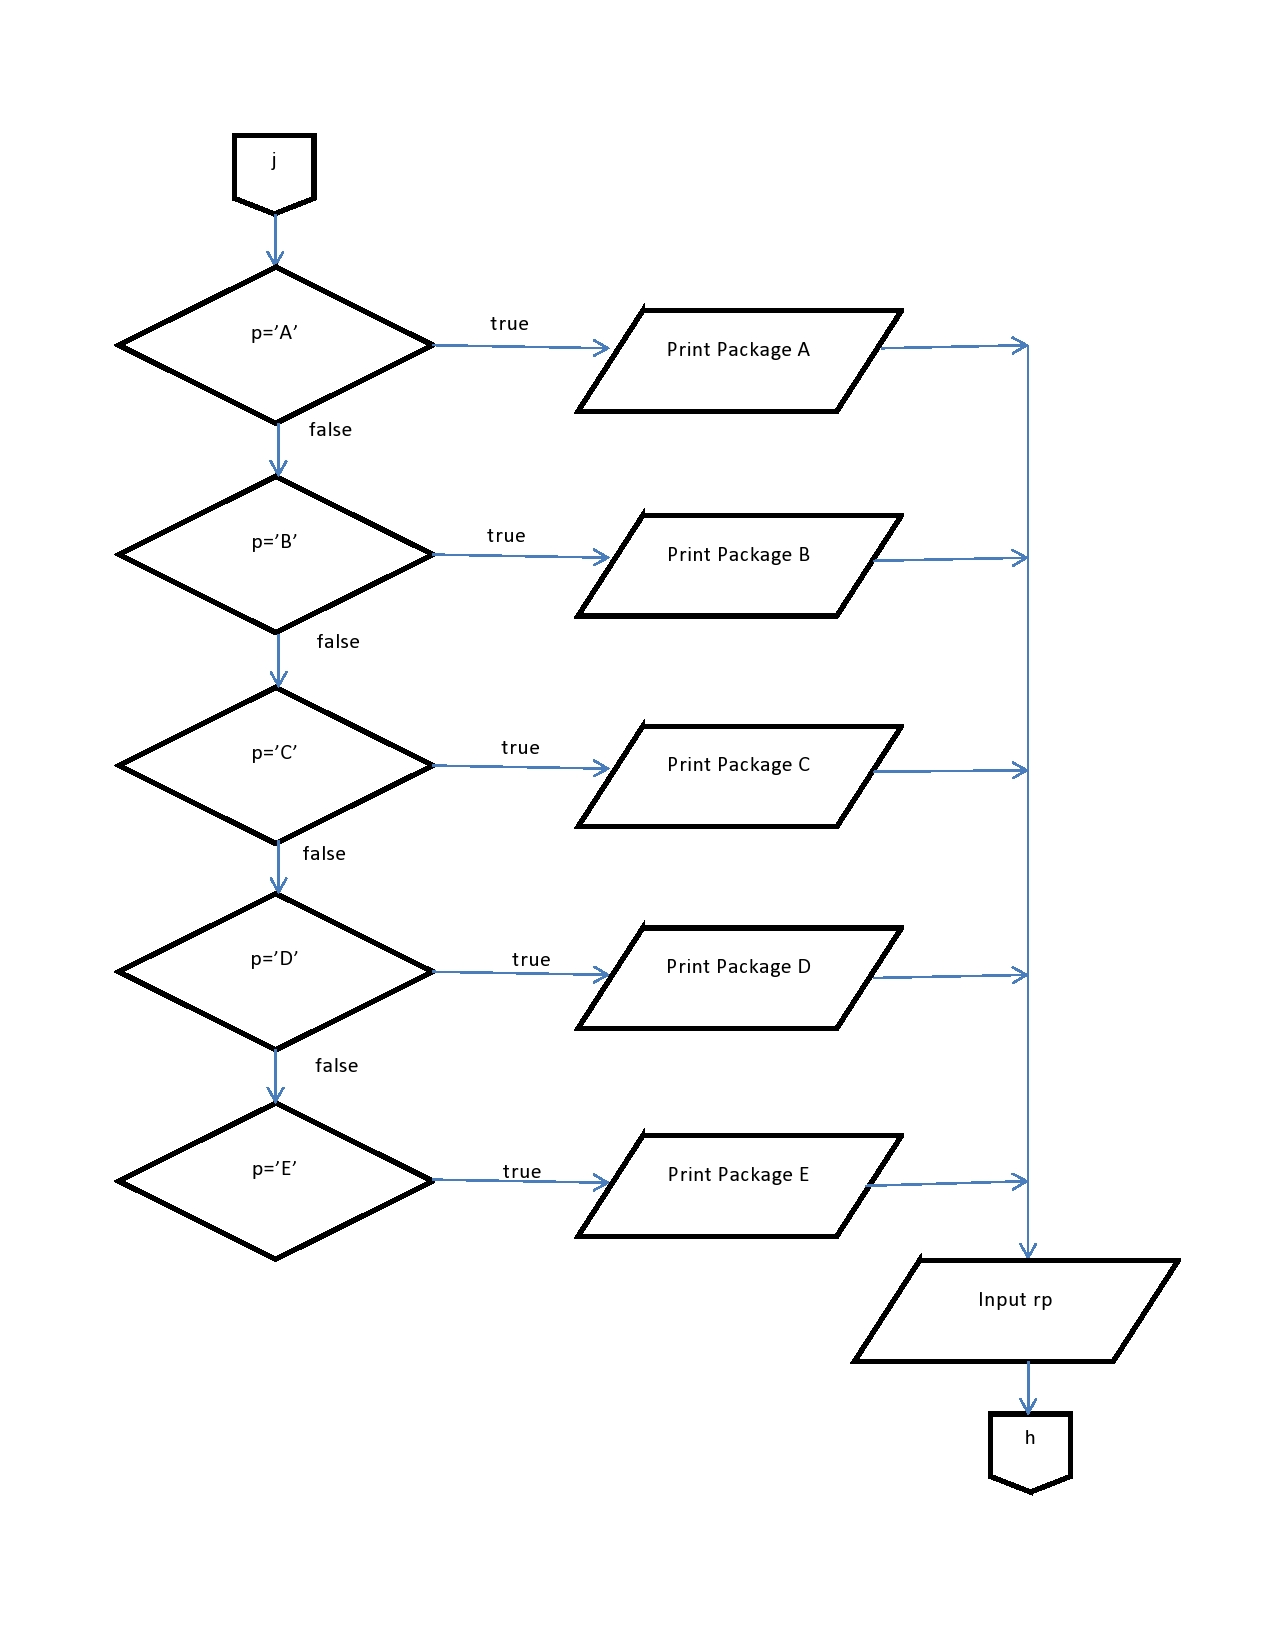 j
p=’A’
true
Print Package A
false
p=’B’
true
Print Package B
false
p=’C’
true
Print Package C
false
p=’D’
true
Print Package D
false
p=’E’
true
Print Package E
Input rp
h